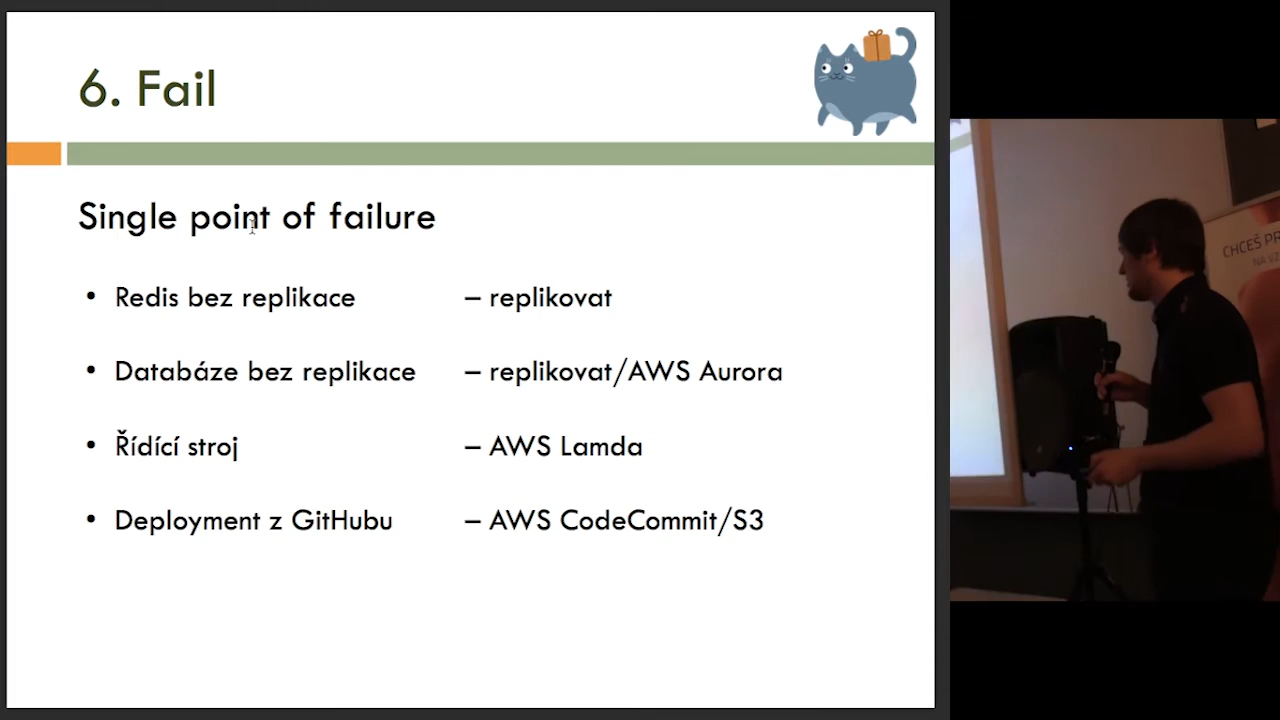 6. Fail
Single point of failure
• Redis bez replikace – replikovat
• Databáze bez replikace – replikovat/AWS Aurora
• Řídící stroj – AWS Lamda
• Deployment z GitHubu – AWS CodeCommit/S3
CHCEŠ